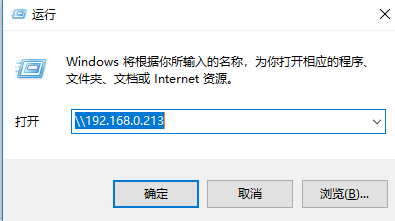 运行
Windows 将根据你所输入的名称，为你打开相应的程序、
文件夹、文档或 Internet 资源。
打开
\\192.168.0.213
确定 取消 浏览(B)...